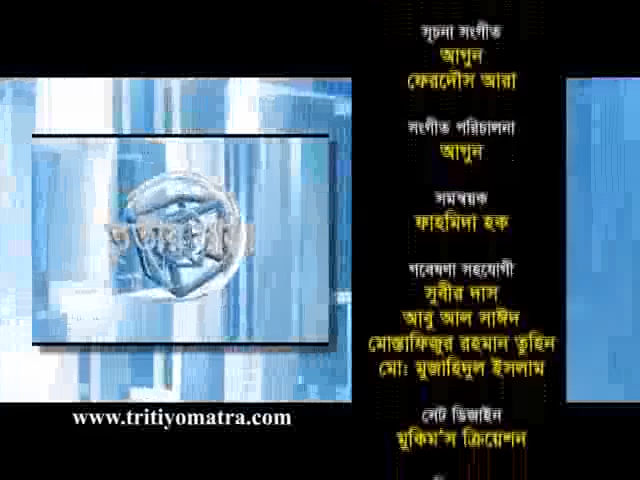 সূচনা সংগীত
আগুন
ফেরদৌস আরা
সংগীত পরিচালনা
আগুন
সমন্বয়ক
ফাহমিদা হক
গবেষণা সহযোগী
সুবীর দাস
আবু আল সাঈদ
মোস্তাফিজুর রহমান তুহিন
মো: মুজাহিদুল ইসলাম
সেট ডিজাইন
মুকিম'স ক্রিয়েশন
তৃতীয় মাত্রা
www.tritiyomatra.com